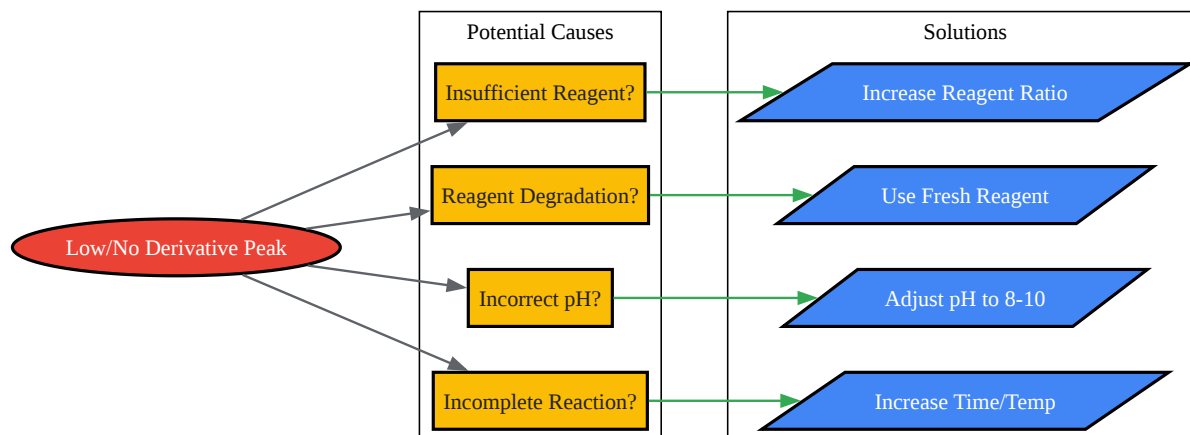 Potential Causes
Solutions
Insufficient Reagent?
Increase Reagent Ratio
Reagent Degradation?
Use Fresh Reagent
Low/No Derivative Peak
Incorrect pH?
Adjust pH to 8-10
Incomplete Reaction?
Increase Time/Temp